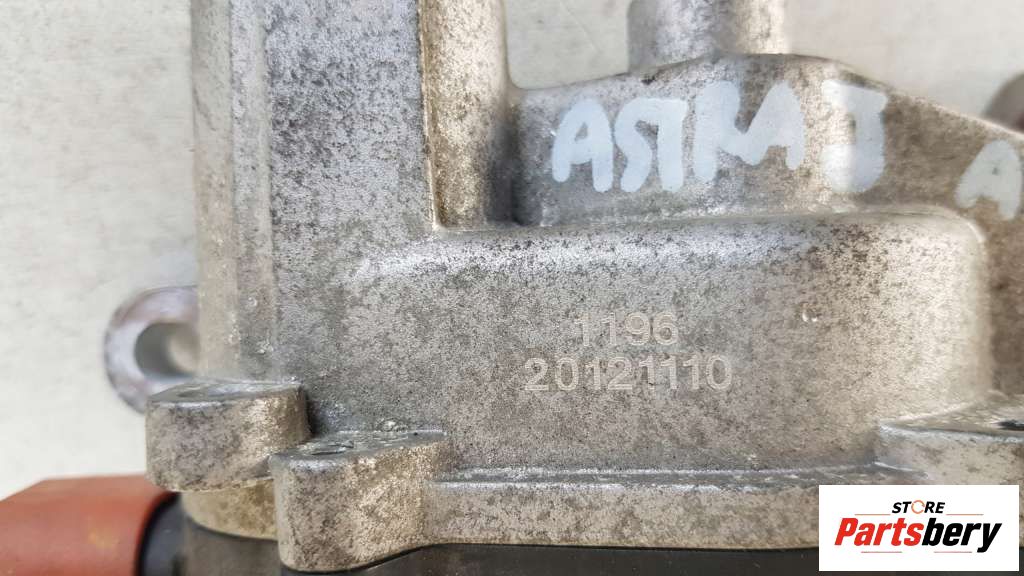 ASTRA J A
1196
20121110
STORE
Partsbery